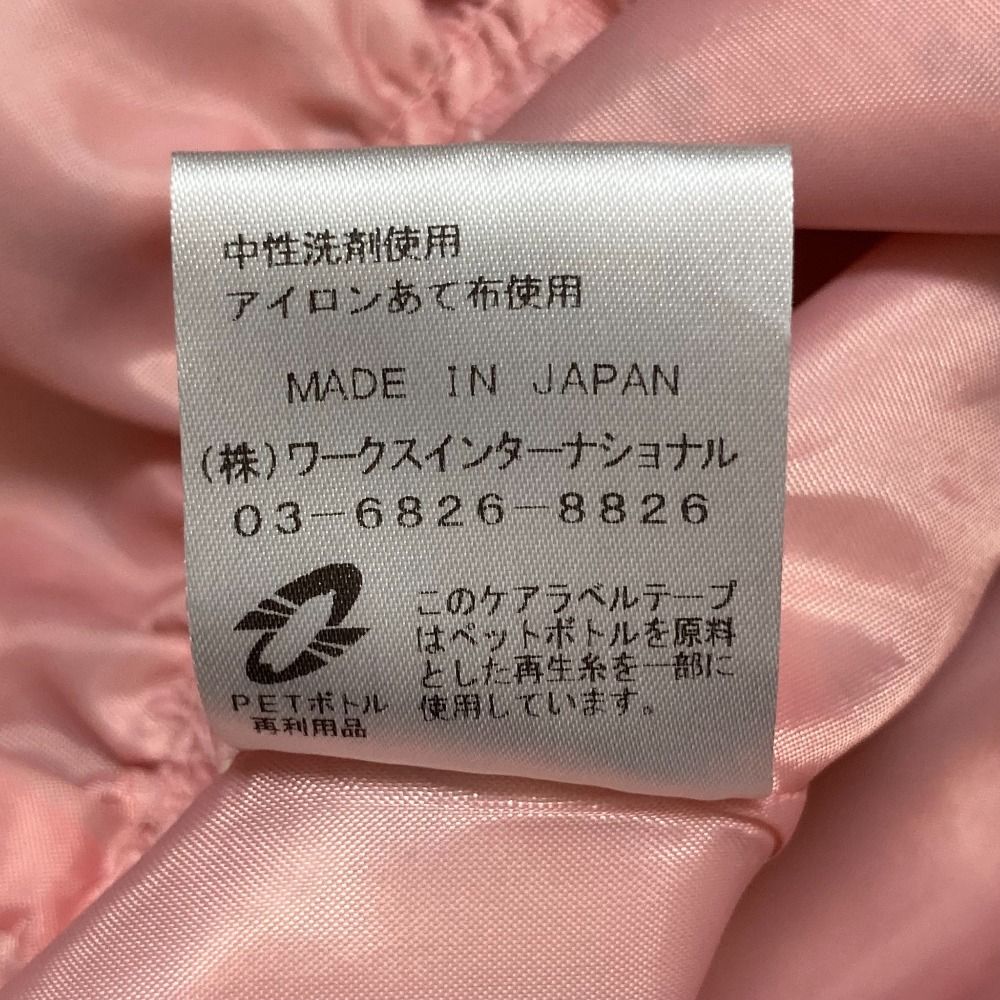 中性洗剤使用
アイロンあて布使用
MADE IN JAPAN
(株)ワークスインターナショナル
03-6826-8826
PETボトル
再利用品
このケアラベルテープ
はペットボトルを原料
とした再生糸を一部に
使用しています。